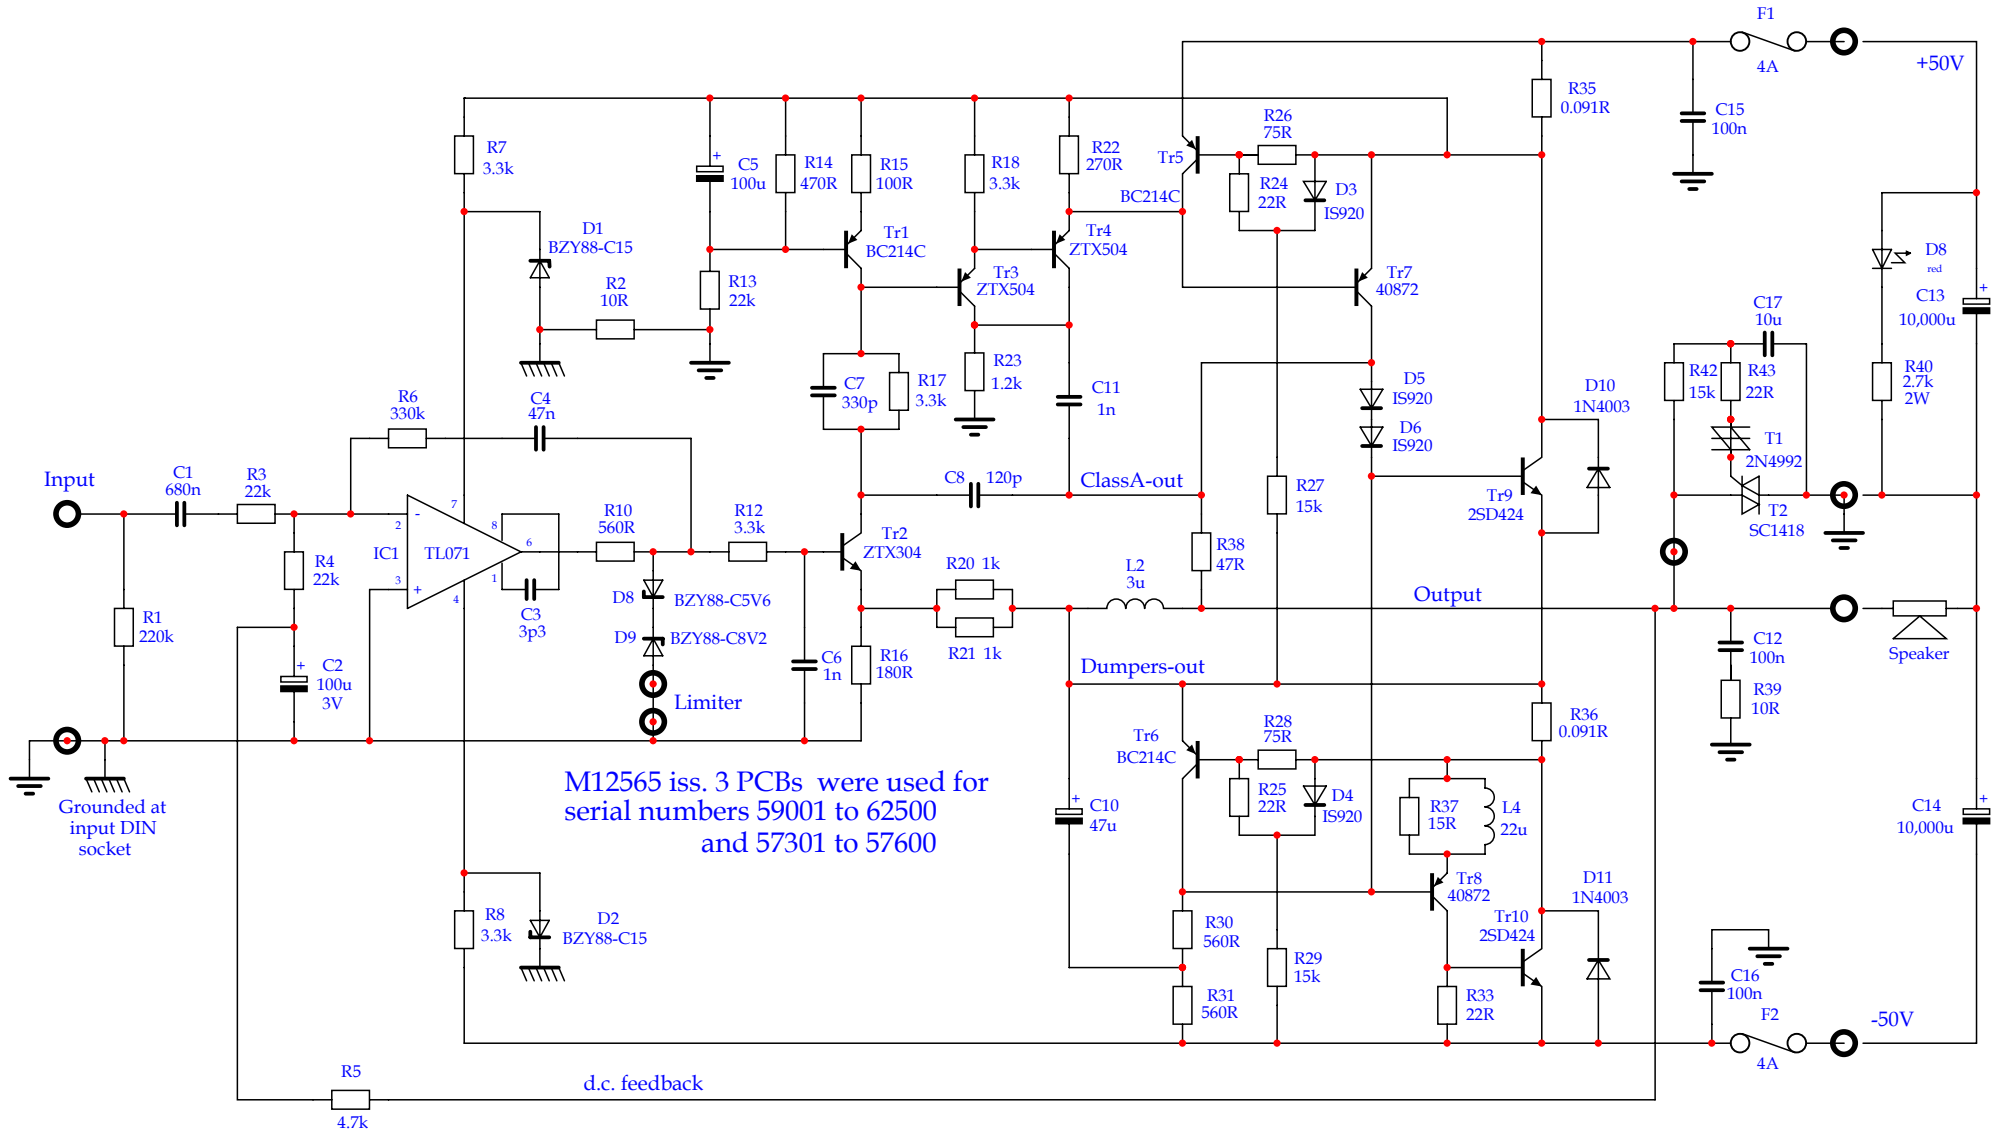 F1
4A
+50V
R35
0.091R
C15
100n
R26
75R
R7
3.3k
C5
+
100u
R14
470R
R15
100R
R18
3.3k
R22
270R
Tr5
BC214C
R24
22R
D3
IS920
D1
BZY88-C15
Tr1
BC214C
Tr4
ZTX504
D8
red
R2
10R
R13
22k
Tr3
ZTX504
Tr7
40872
C13
+
10,000u
C17
10u
R6
330k
C4
47n
C7
330p
R17
3.3k
R23
1.2k
C11
1n
D5
IS920
D6
IS920
D10
1N4003
R42
15k
R43
22R
R40
2.7k
2W
T1
2N4992
Input
C1
680n
R3
22k
C8
120p
ClassA-out
R27
15k
Tr9
2SD424
T2
SC1418
7
-
2
8
IC1
TL071
6
3
+
1
4
R10
560R
R12
3.3k
Tr2
ZTX304
R38
47R
R4
22k
R20 1k
L2
3u
Output
D8
BZY88-C5V6
C3
3p3
R1
220k
D9
BZY88-C8V2
R21 1k
C12
100n
Speaker
+
C2
100u
3V
C6
1n
R16
180R
Dumpers-out
R39
10R
Limiter
R36
0.091R
Tr6
BC214C
R28
75R
M12565 iss. 3 PCBs were used for
serial numbers 59001 to 62500
and 57301 to 57600
Grounded at
input DIN
socket
+
C10
47u
R25
22R
D4
IS920
R37
15R
L4
22u
+
C14
10,000u
Tr8
40872
D11
1N4003
R8
3.3k
D2
BZY88-C15
R30
560R
Tr10
2SD424
R29
15k
R31
560R
R33
22R
C16
100n
F2
4A
-50V
R5
4.7k
d.c. feedback